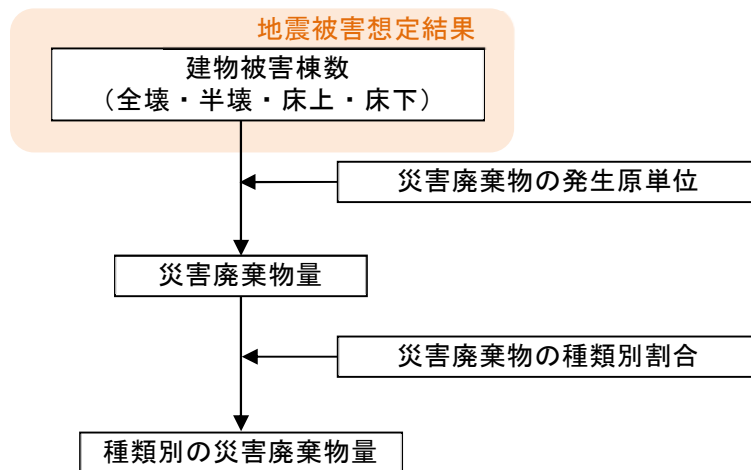 地震被害想定結果
建物被害棟数
（全壊・半壊・床上・床下）
災害廃棄物の発生原単位
災害廃棄物量
災害廃棄物の種類別割合
種類別の災害廃棄物量